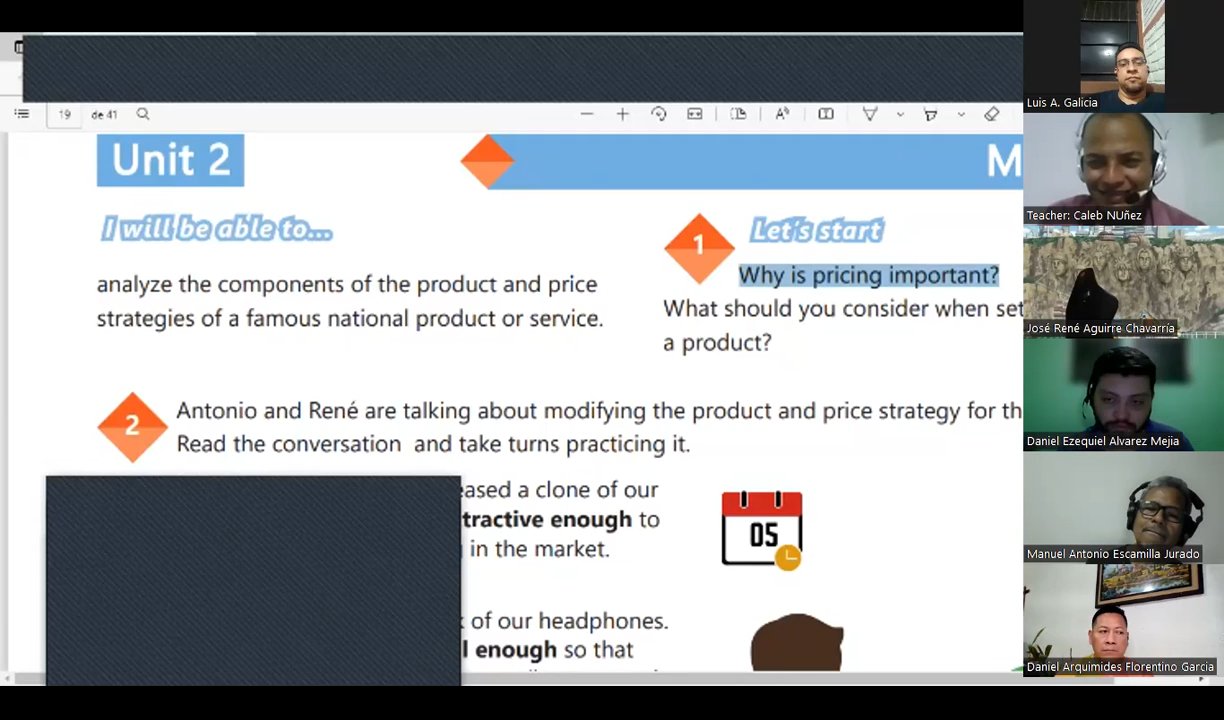 19 de 41
Unit 2
M
I will be able to...
analyze the components of the product and price
strategies of a famous national product or service.
1
Let's start
Why is pricing important?
What should you consider when set
a product?
2
Antonio and René are talking about modifying the product and price strategy for th
Read the conversation and take turns practicing it.
eased a clone of our
tractive enough to
in the market.
05
of our headphones.
l enough so that
Luis A. Galicia
Teacher: Caleb NUñez
José René Aguirre Chavarría
Daniel Ezequiel Alvarez Mejia
Manuel Antonio Escamilla Jurado
Daniel Arquimides Florentino Garcia